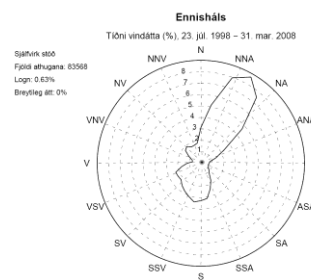 Ennisháls
Tíðni vindátta (%), 23. júl. 1998 – 31. mar. 2008
Sjálfvirk stöð
Fjöldi athugana: 83568
Logn: 0.63%
Breytileg átt: 0%
N
NNV
NNA
NV
NA
VNV
ANA
V
VSV
ASA
SV
SA
SSV
SSA
S
8
7
6
5
4
3
2
1